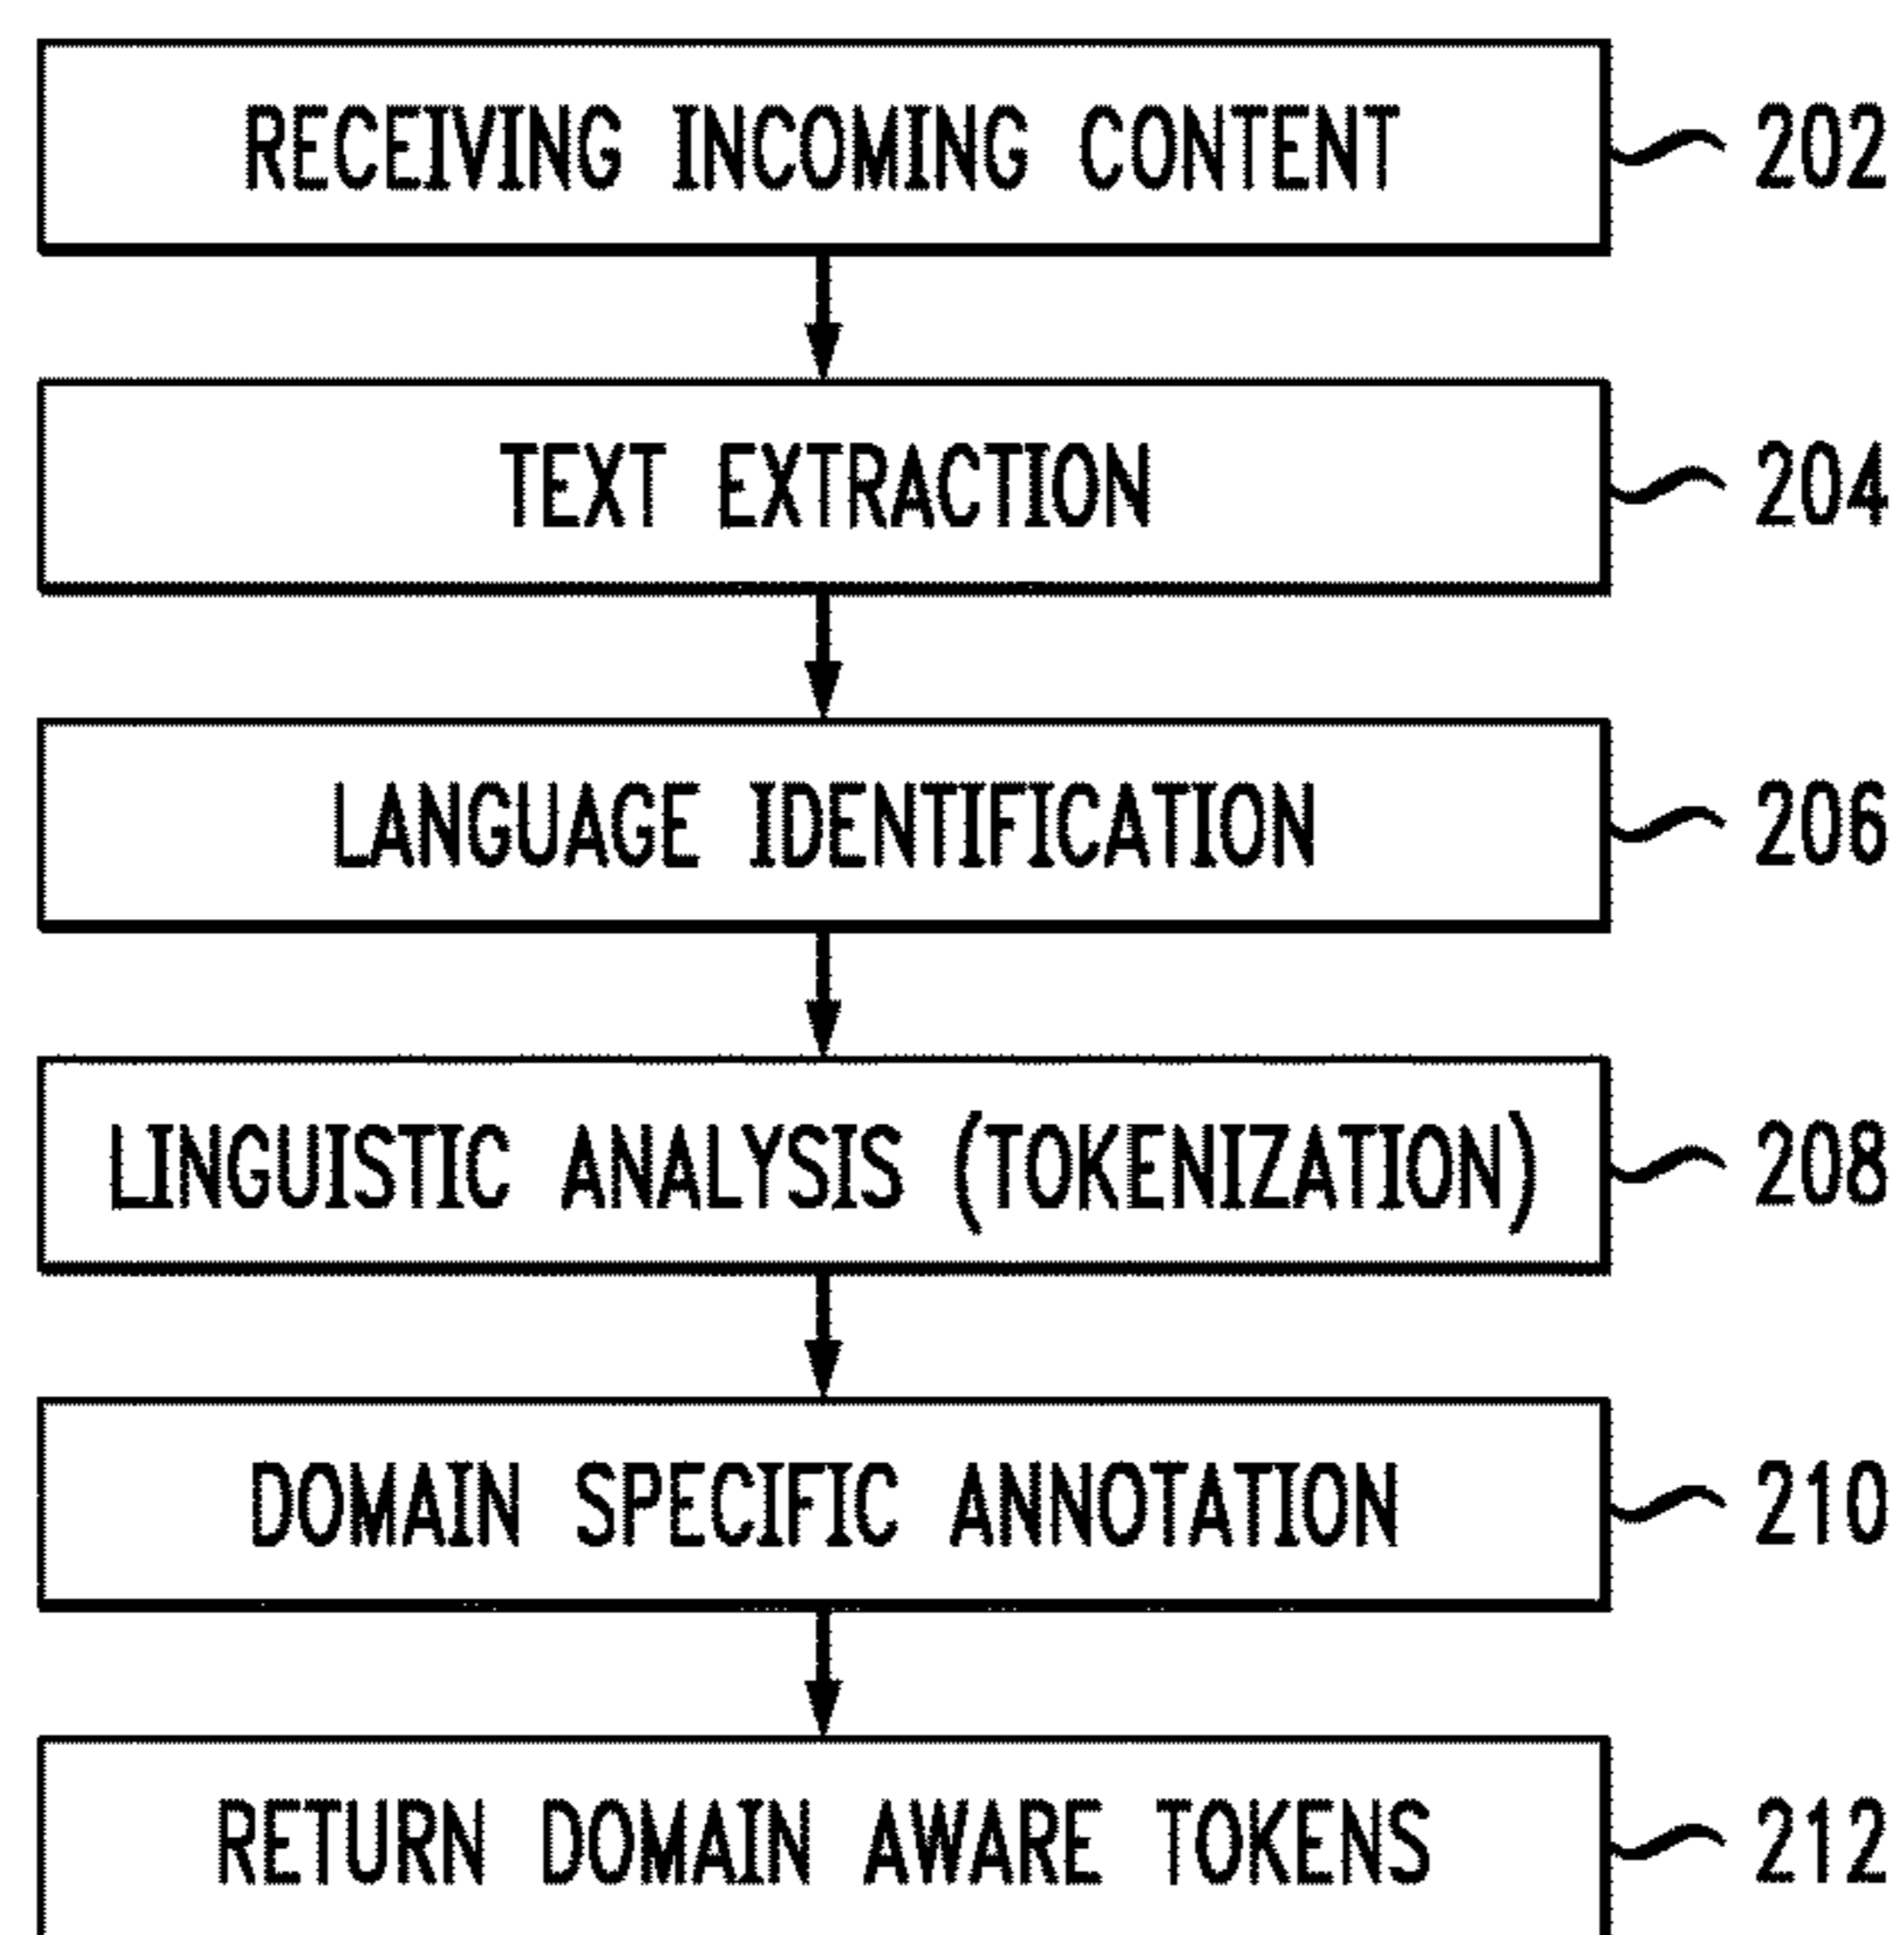 RECEIVING INCOMING CONTENT 202
TEXT EXTRACTION 204
LANGUAGE IDENTIFICATION 206
LINGUISTIC ANALYSIS (TOKENIZATION) 208
DOMAIN SPECIFIC ANNOTATION 210
RETURN DOMAIN AWARE TOKENS 212